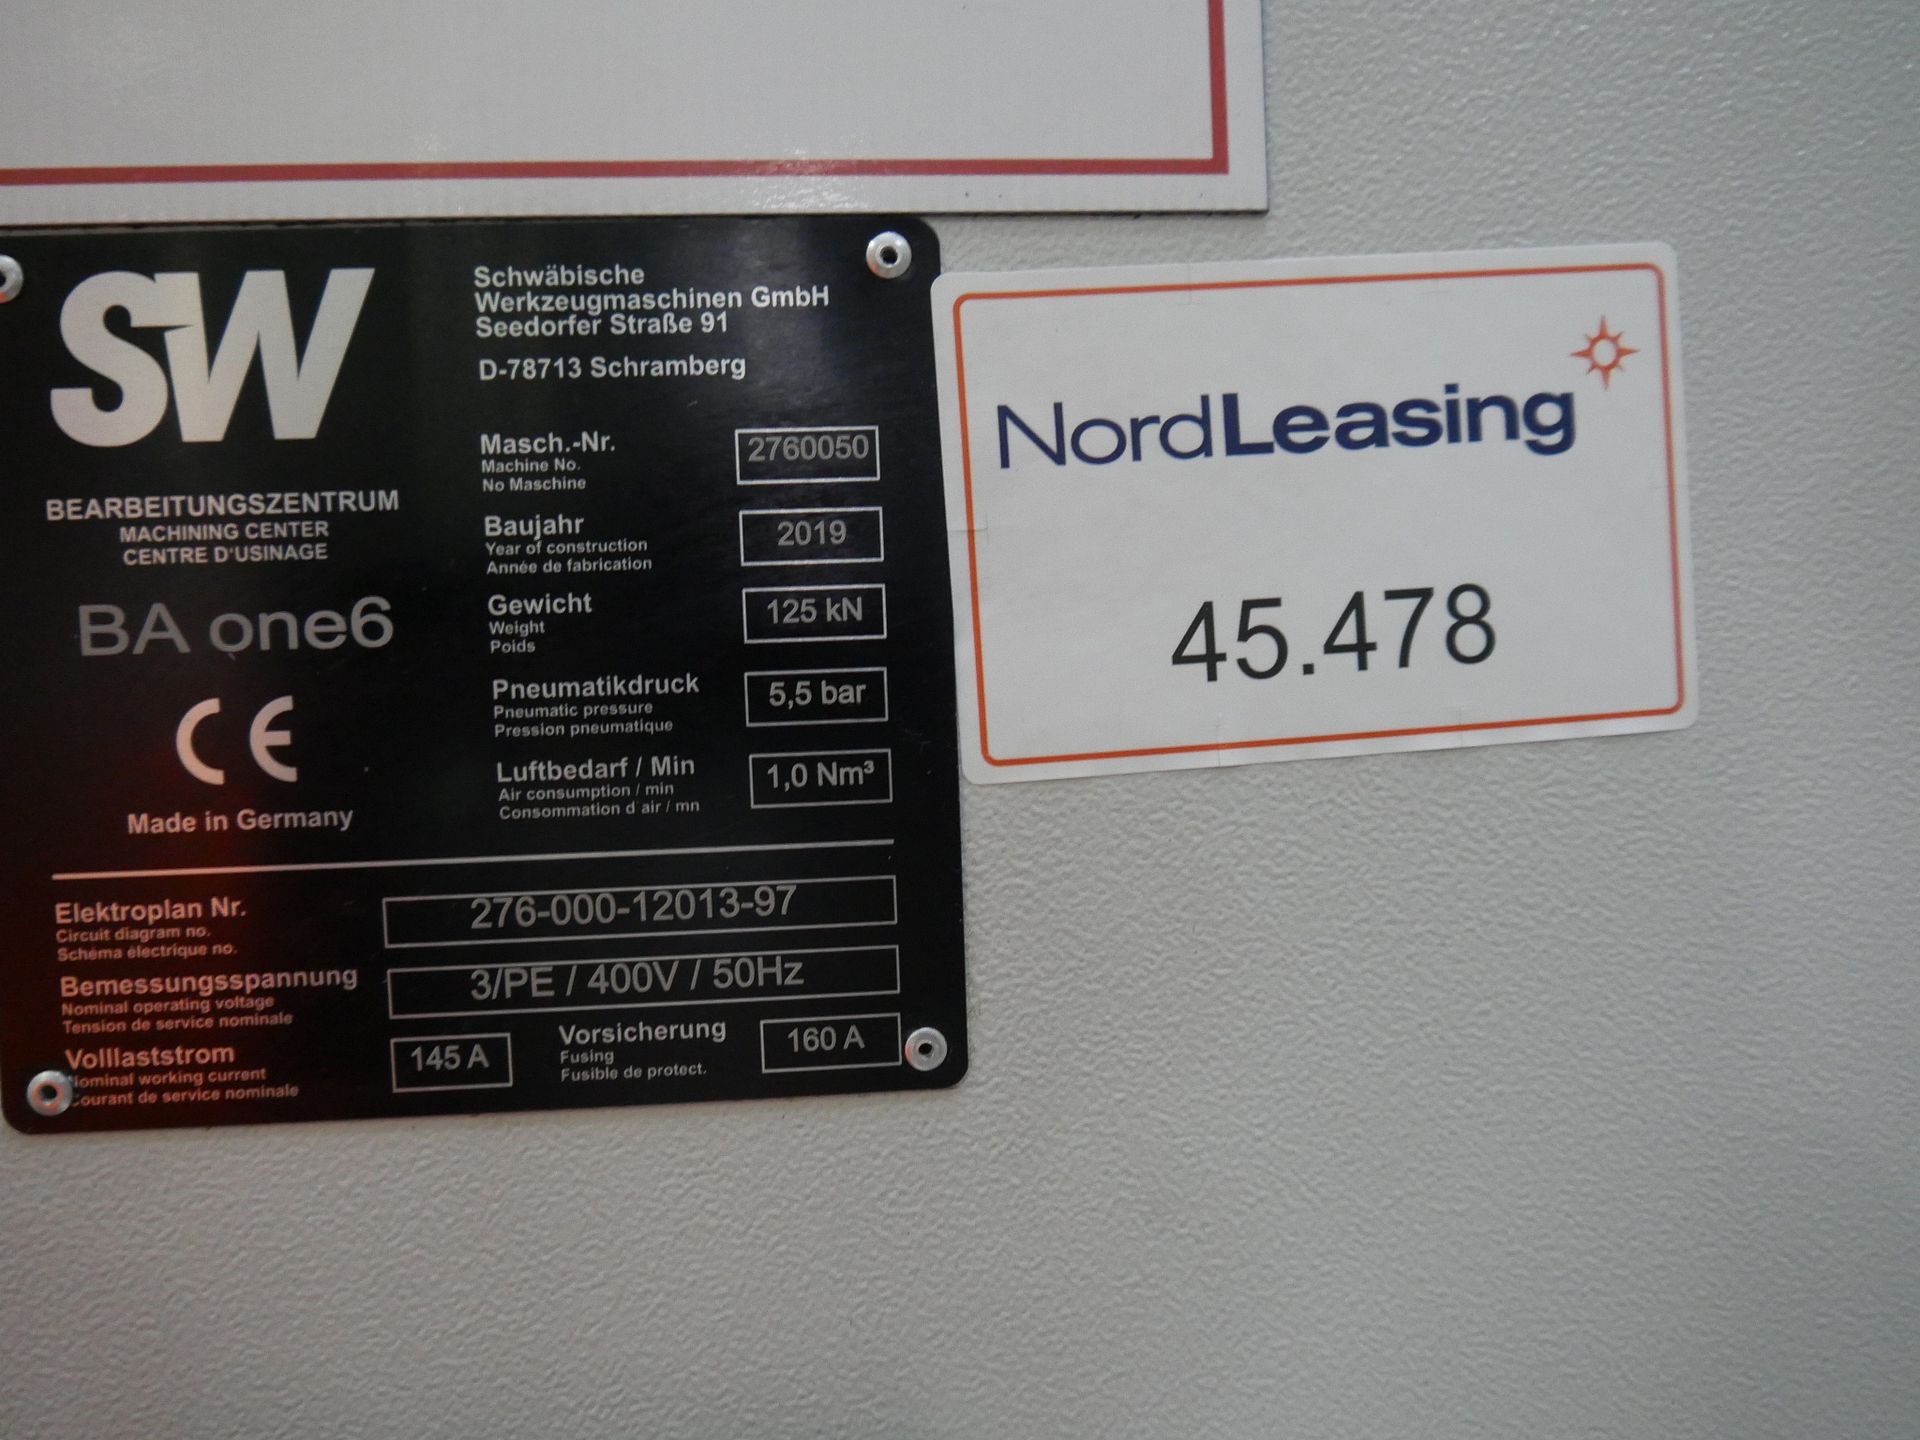 SW
BEARBEITUNGSZENTRUM
MACHINING CENTER
CENTRE D'USINAGE
BA one6
CE
Made in Germany
Schwäbische
Werkzeugmaschinen GmbH
Seedorfer Straße 91
D-78713 Schramberg
Masch.-Nr. 2760050
Machine No.
No Maschine
Baujahr 2019
Year of construction
Année de fabrication
Gewicht 125 kN
Weight
Poids
Pneumatikdruck 5,5 bar
Pneumatic pressure
Pression pneumatique
Luftbedarf / Min 1,0 Nm³
Air consumption / min
Consommation d'air / mn
Elektroplan Nr. 276-000-12013-97
Circuit diagram no.
Schéma électrique no.
Bemessungsspannung 3/PE / 400V / 50Hz
Nominal operating voltage
Tension de service nominale
Volllaststrom 145 A
Nominal working current
Courant de service nominale
Vorsicherung 160 A
Fusing
Fusible de protect.
NordLeasing
45.478